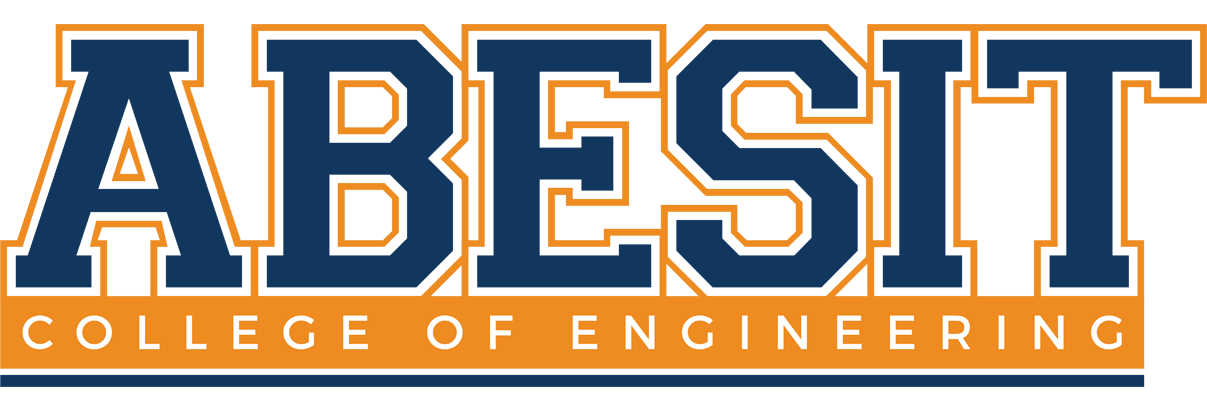 ABESIT
COLLEGE OF ENGINEERING